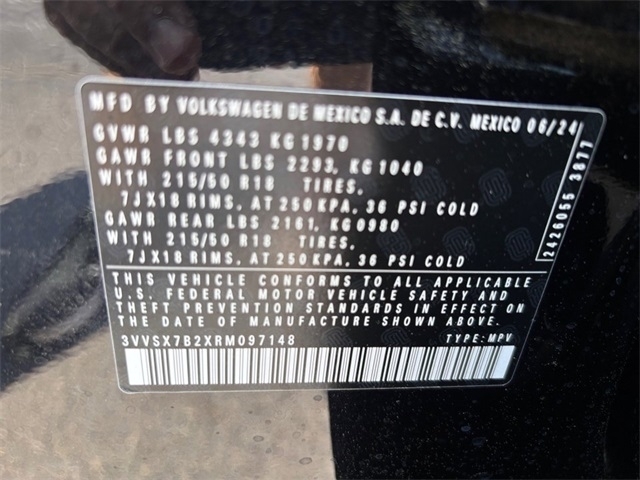 MFD BY VOLKSWAGEN DE MEXICO S.A. DE C.V. MEXICO 06/24
GVWR LBS 4343 KG 1970
GAWR FRONT LBS 2293, KG 1040
WITH 215/50 R18 TIRES,
7JX18 RIMS, AT 250 KPA, 36 PSI COLD
GAWR REAR LBS 2161, KG 0980
WITH 215/50 R18 TIRES,
7JX18 RIMS, AT 250 KPA, 36 PSI COLD
THIS VEHICLE CONFORMS TO ALL APPLICABLE
U.S. FEDERAL MOTOR VEHICLE SAFETY AND
THEFT PREVENTION STANDARDS IN EFFECT ON
THE DATE OF MANUFACTURE SHOWN ABOVE.
3VVSX7B2XRM097148 TYPE: MPV
2426055 3877